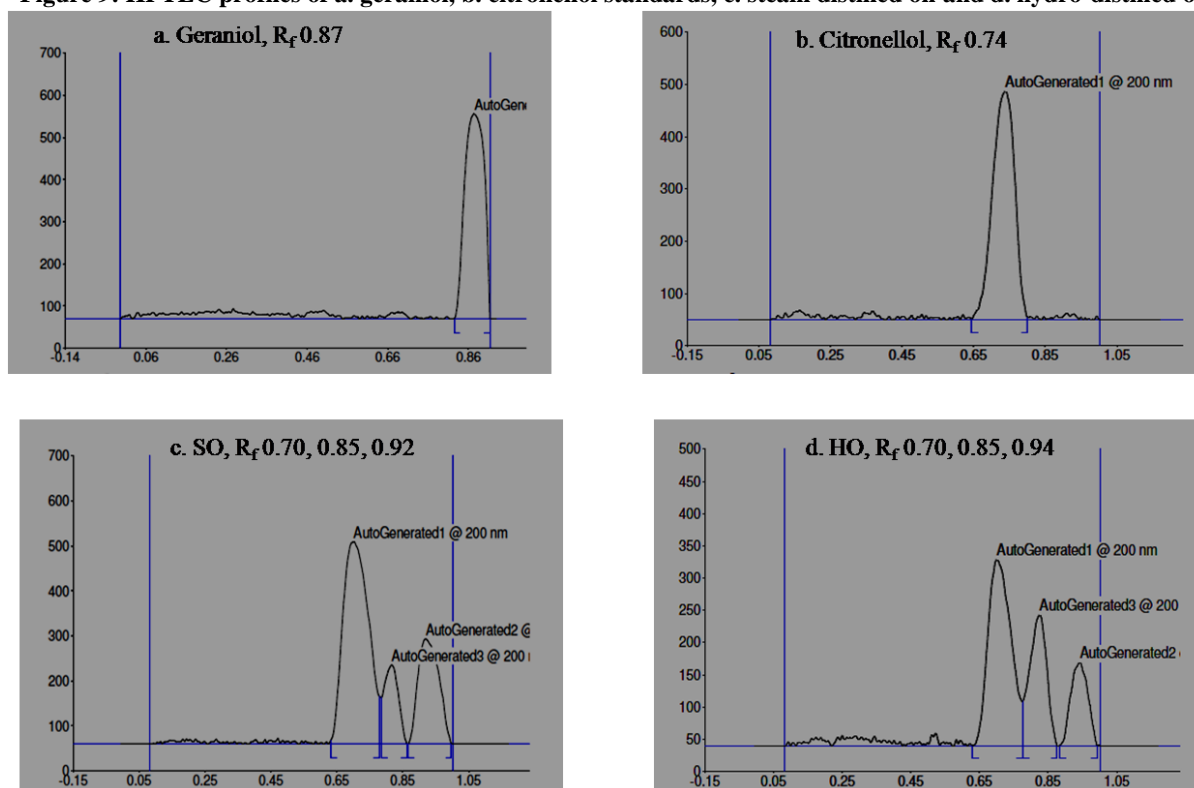 Figure 9: HPTLC profiles of a. geraniol, b. citronellol standards, c. steam distilled oil and d. hydro-distilled o
a. Geraniol, Rf 0.87
700
600
500
400
300
200
100
0
AutoGen
-0.14 0.06 0.26 0.46 0.66 0.86
b. Citronellol, Rf 0.74
600
500
400
300
200
100
0
AutoGenerated1 @ 200 nm
-0.15 0.05 0.25 0.45 0.65 0.85 1.05
c. SO, Rf 0.70, 0.85, 0.92
700
600
500
400
300
200
100
0
AutoGenerated1 @ 200 nm
AutoGenerated2 @
AutoGenerated3 @ 200
-0.15 0.05 0.25 0.45 0.65 0.85 1.05
d. HO, Rf 0.70, 0.85, 0.94
500
450
400
350
300
250
200
150
100
50
0
AutoGenerated1 @ 200 nm
AutoGenerated3 @ 200
AutoGenerated2
-0.15 0.05 0.25 0.45 0.65 0.85 1.05